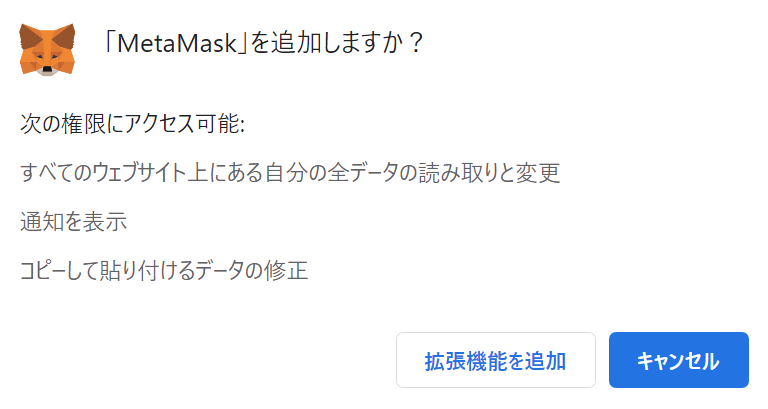 「MetaMask」を追加しますか？
次の権限にアクセス可能:
すべてのウェブサイト上にある自分の全データの読み取りと変更
通知を表示
コピーして貼り付けるデータの修正
拡張機能を追加
キャンセル